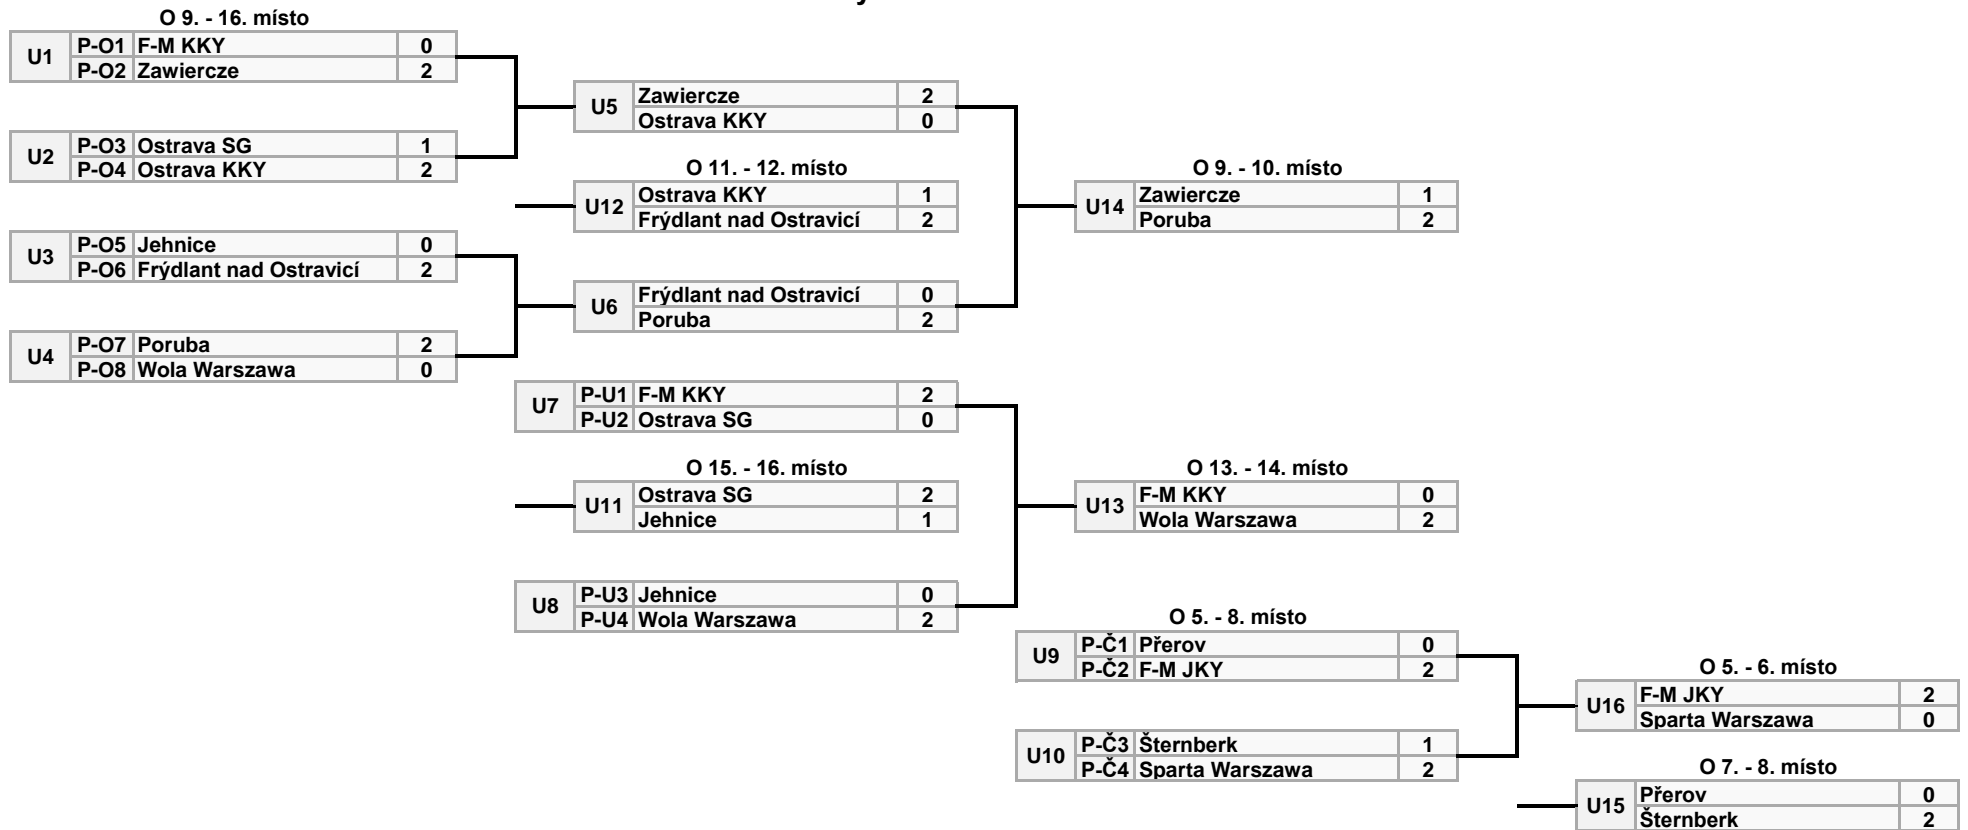 O 9. - 16. místo
U1
P-O1 F-M KKY 0
P-O2 Zawiercze 2
U5
Zawiercze 2
Ostrava KKY 0
U2
P-O3 Ostrava SG 1
P-O4 Ostrava KKY 2
O 11. - 12. místo
O 9. - 10. místo
U12
Ostrava KKY 1
Frýdlant nad Ostravicí 2
U14
Zawiercze 1
Poruba 2
U3
P-O5 Jehnice 0
P-O6 Frýdlant nad Ostravicí 2
U6
Frýdlant nad Ostravicí 0
Poruba 2
U4
P-O7 Poruba 2
P-O8 Wola Warszawa 0
U7
P-U1 F-M KKY 2
P-U2 Ostrava SG 0
O 15. - 16. místo
O 13. - 14. místo
U11
Ostrava SG 2
Jehnice 1
U13
F-M KKY 0
Wola Warszawa 2
U8
P-U3 Jehnice 0
P-U4 Wola Warszawa 2
O 5. - 8. místo
U9
P-Č1 Přerov 0
P-Č2 F-M JKY 2
O 5. - 6. místo
U16
F-M JKY 2
Sparta Warszawa 0
U10
P-Č3 Šternberk 1
P-Č4 Sparta Warszawa 2
O 7. - 8. místo
U15
Přerov 0
Šternberk 2